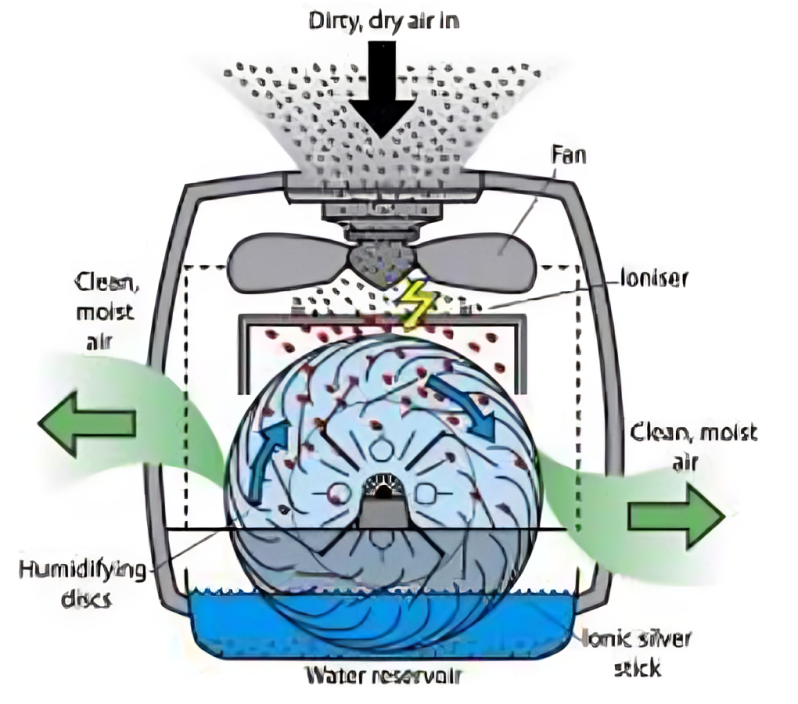 Dirty, dry air in
Fan
Ioniser
Clean,
moist
air
Clean, moist
air
Humidifying
discs
Ionic silver
stick
Water reservoir